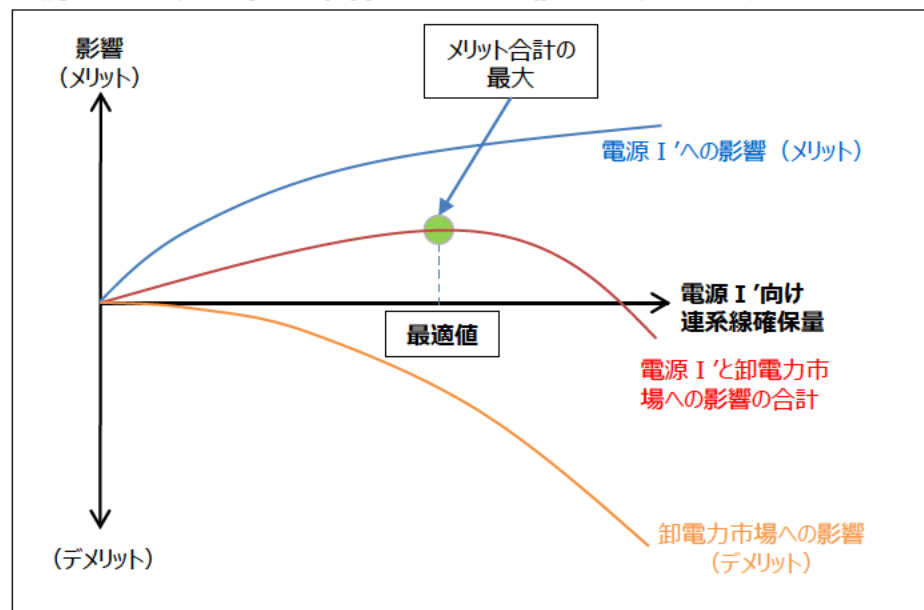 影響
（メリット）
メリット合計の
最大
電源Ⅰ’への影響（メリット）
電源Ⅰ’向け
連系線確保量
最適値
電源Ⅰ’と卸電力市
場への影響の合計
卸電力市場への影響
（デメリット）
（デメリット）